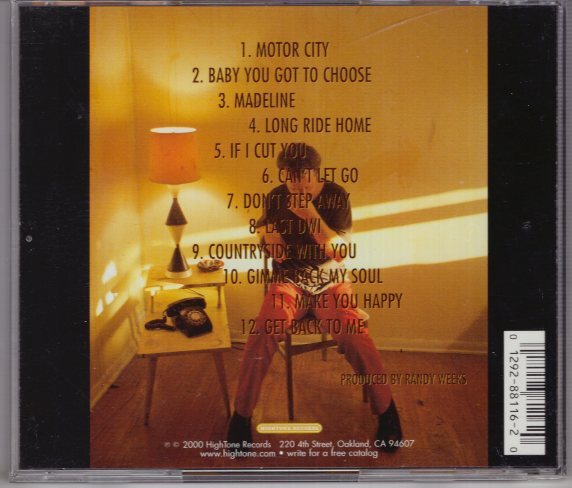 1. MOTOR CITY
2. BABY YOU GOT TO CHOOSE
3. MADELINE
4. LONG RIDE HOME
5. IF I CUT YOU
6. CAN'T LET GO
7. DON'T STEP AWAY
8. LAST DWI
9. COUNTRYSIDE WITH YOU
10. GIMME BACK MY SOUL
11. MAKE YOU HAPPY
12. GET BACK TO ME
PRODUCED BY RANDY WEEKS
HIGHTONE RECORDS
℗ © 2000 HighTone Records 220 4th Street, Oakland, CA 94607
www.hightone.com • write for a free catalog
0 12928-88116-2 0